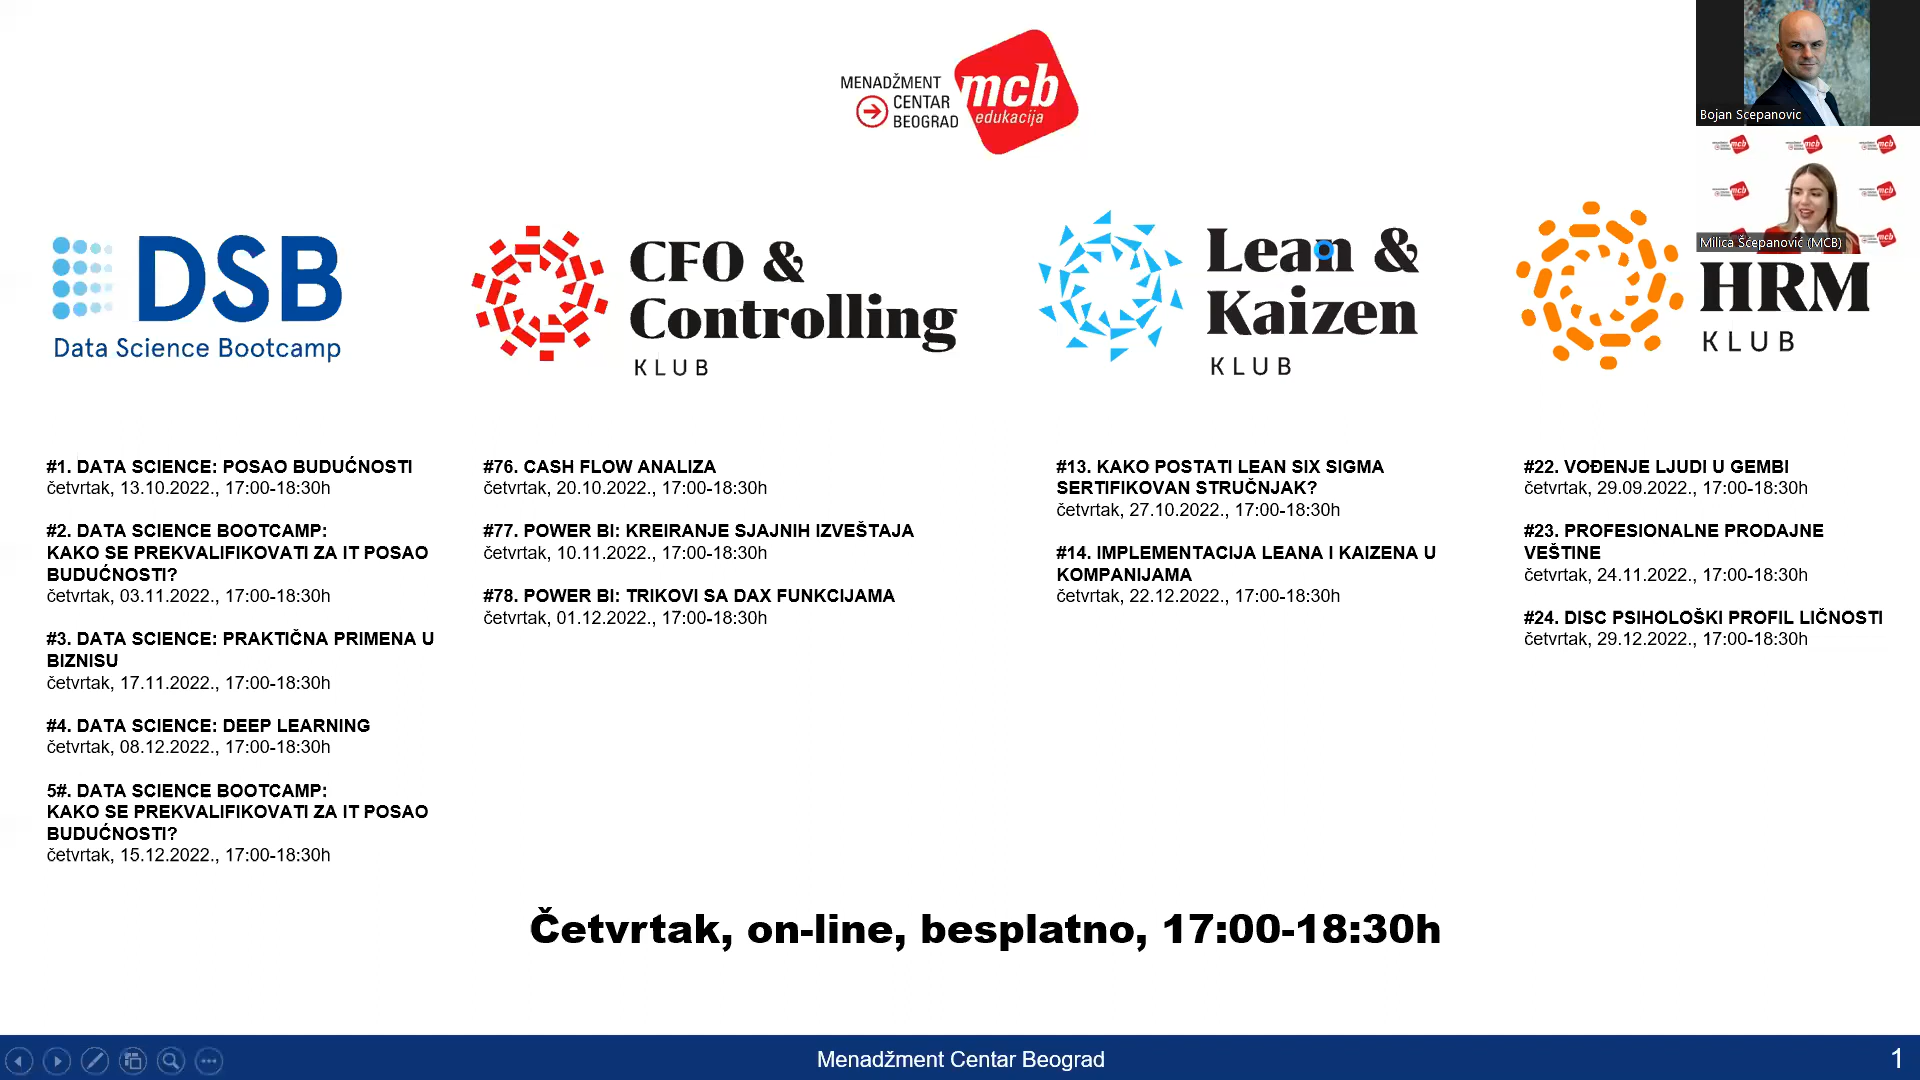 MENADŽMENT
CENTAR
BEOGRAD
mcb
edukacija
Bojan Scepanovic
Milica Šćepanović (MCB)
DSB
Data Science Bootcamp
CFO &
Controlling
KLUB
Lean &
Kaizen
KLUB
HRM
KLUB
#1. DATA SCIENCE: POSAO BUDUĆNOSTI
četvrtak, 13.10.2022., 17:00-18:30h
#2. DATA SCIENCE BOOTCAMP:
KAKO SE PREKVALIFIKOVATI ZA IT POSAO
BUDUĆNOSTI?
četvrtak, 03.11.2022., 17:00-18:30h
#3. DATA SCIENCE: PRAKTIČNA PRIMENA U
BIZNISU
četvrtak, 17.11.2022., 17:00-18:30h
#4. DATA SCIENCE: DEEP LEARNING
četvrtak, 08.12.2022., 17:00-18:30h
5#. DATA SCIENCE BOOTCAMP:
KAKO SE PREKVALIFIKOVATI ZA IT POSAO
BUDUĆNOSTI?
četvrtak, 15.12.2022., 17:00-18:30h
#76. CASH FLOW ANALIZA
četvrtak, 20.10.2022., 17:00-18:30h
#77. POWER BI: KREIRANJE SJAJNIH IZVEŠTAJA
četvrtak, 10.11.2022., 17:00-18:30h
#78. POWER BI: TRIKOVI SA DAX FUNKCIJAMA
četvrtak, 01.12.2022., 17:00-18:30h
#13. KAKO POSTATI LEAN SIX SIGMA
SERTIFIKOVAN STRUČNJAK?
četvrtak, 27.10.2022., 17:00-18:30h
#14. IMPLEMENTACIJA LEANA I KAIZENA U
KOMPANIJAMA
četvrtak, 22.12.2022., 17:00-18:30h
#22. VOĐENJE LJUDI U GEMBI
četvrtak, 29.09.2022., 17:00-18:30h
#23. PROFESIONALNE PRODAJNE
VEŠTINE
četvrtak, 24.11.2022., 17:00-18:30h
#24. DISC PSIHOLOŠKI PROFIL LIČNOSTI
četvrtak, 29.12.2022., 17:00-18:30h
Četvrtak, on-line, besplatno, 17:00-18:30h
Menadžment Centar Beograd
1